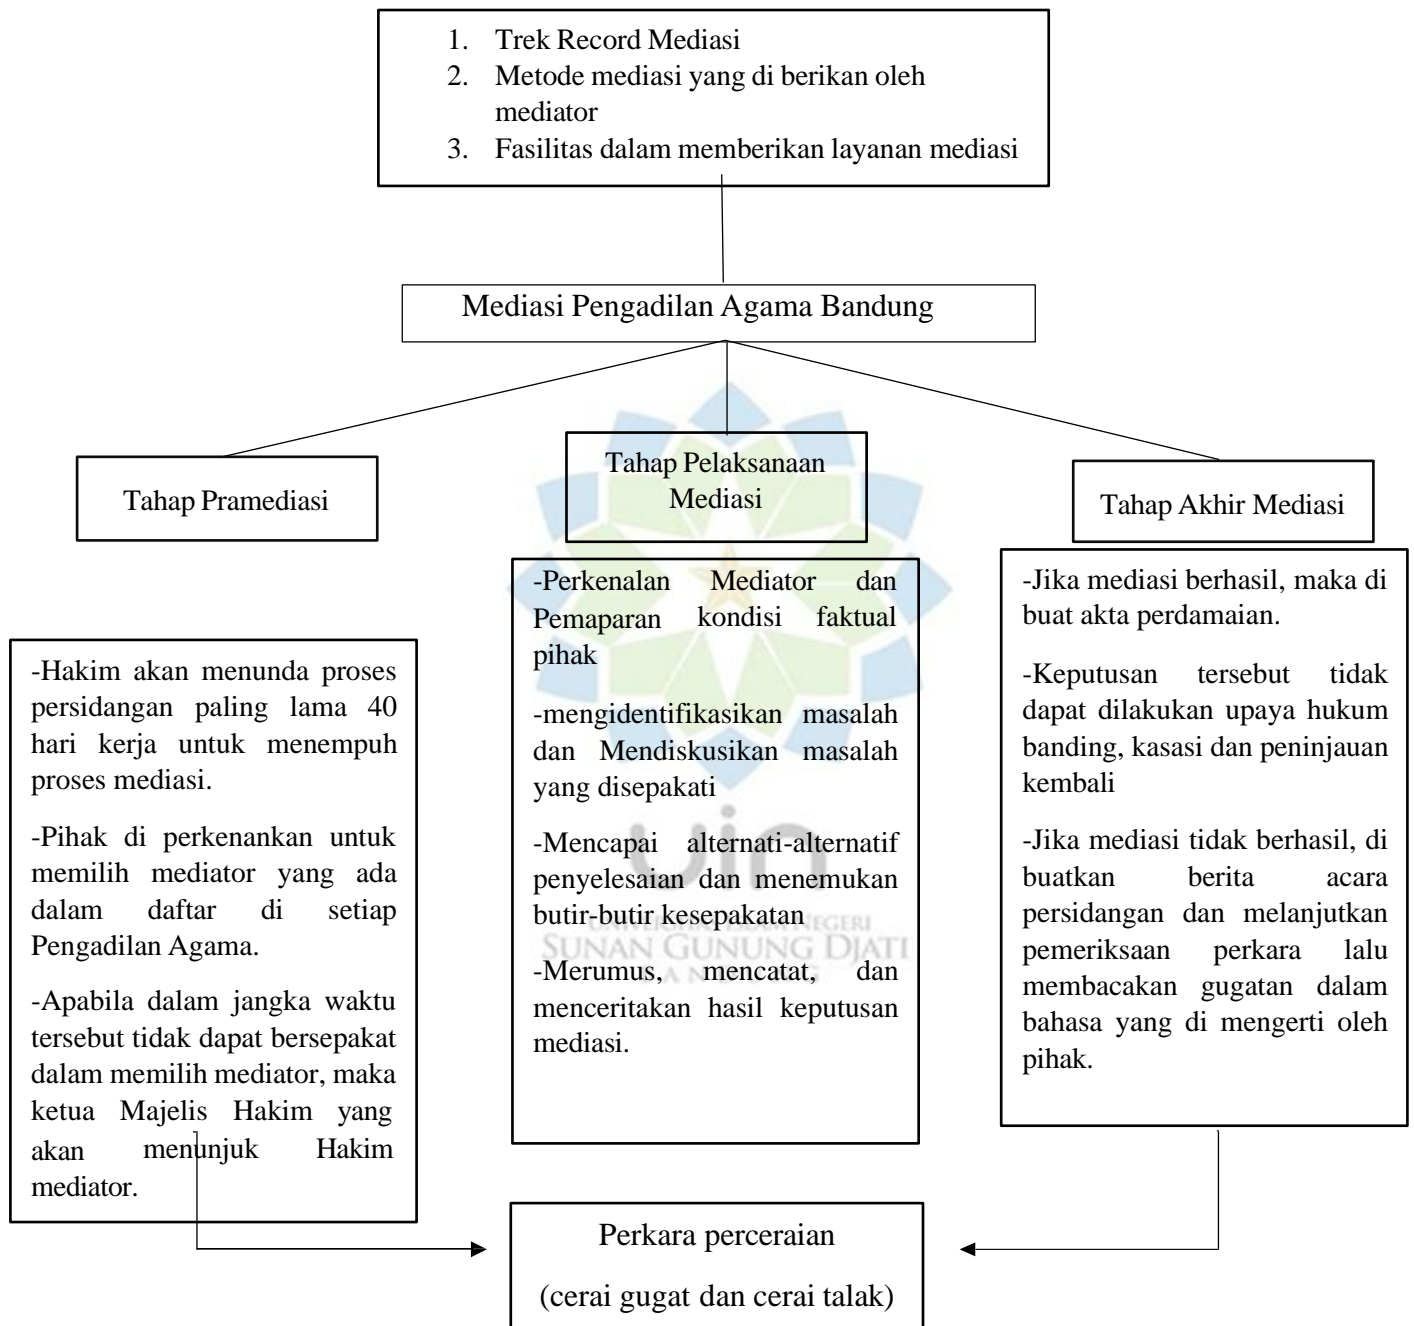 1. Trek Record Mediasi
2. Metode mediasi yang di berikan oleh
mediator
3. Fasilitas dalam memberikan layanan mediasi
Mediasi Pengadilan Agama Bandung
Tahap Pramediasi
Tahap Pelaksanaan
Mediasi
Tahap Akhir Mediasi
-Hakim akan menunda proses
persidangan paling lama 40
hari kerja untuk menempuh
proses mediasi.
-Pihak di perkenankan untuk
memilih mediator yang ada
dalam daftar di setiap
Pengadilan Agama.
-Apabila dalam jangka waktu
tersebut tidak dapat bersepakat
dalam memilih mediator, maka
ketua Majelis Hakim yang
akan menunjuk Hakim
mediator.
-Perkenalan Mediator dan
Pemaparan kondisi faktual
pihak
-mengidentifikasikan masalah
dan Mendiskusikan masalah
yang disepakati
-Mencapai alternati-alternatif
penyelesaian dan menemukan
butir-butir kesepakatan
-Merumus, mencatat, dan
menceritakan hasil keputusan
mediasi.
-Jika mediasi berhasil, maka di
buat akta perdamaian.
-Keputusan tersebut tidak
dapat dilakukan upaya hukum
banding, kasasi dan peninjauan
kembali
-Jika mediasi tidak berhasil, di
buatkan berita acara
persidangan dan melanjutkan
pemeriksaan perkara lalu
membacakan gugatan dalam
bahasa yang di mengerti oleh
pihak.
uin
UNIVERSITAS ISLAM NEGERI
SUNAN GUNUNG DJATI
BANDUNG
Perkara perceraian
(cerai gugat dan cerai talak)